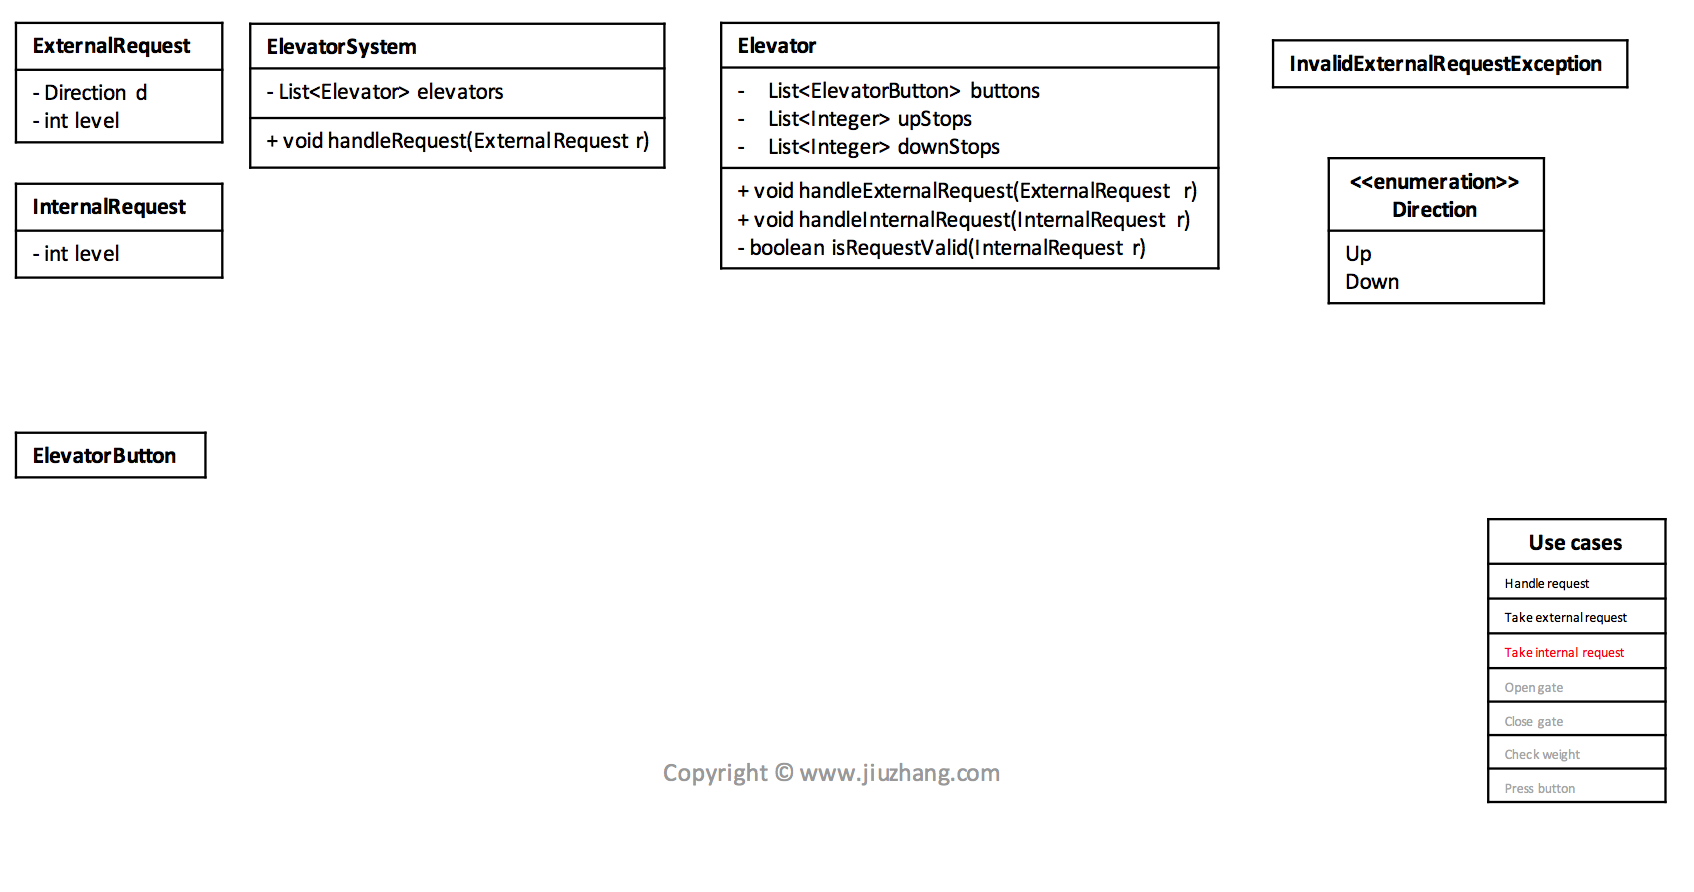 ExternalRequest
- Direction d
- int level
InternalRequest
- int level
ElevatorButton
ElevatorSystem
- List<Elevator> elevators
+ void handleRequest(ExternalRequest r)
Elevator
- List<ElevatorButton> buttons
- List<Integer> upStops
- List<Integer> downStops
+ void handleExternalRequest(ExternalRequest r)
+ void handleInternalRequest(InternalRequest r)
- boolean isRequestValid(InternalRequest r)
InvalidExternalRequestException
<<enumeration>>
Direction
Up
Down
Use cases
Handle request
Take external request
Take internal request
Open gate
Close gate
Check weight
Press button
Copyright © www.jiuzhang.com